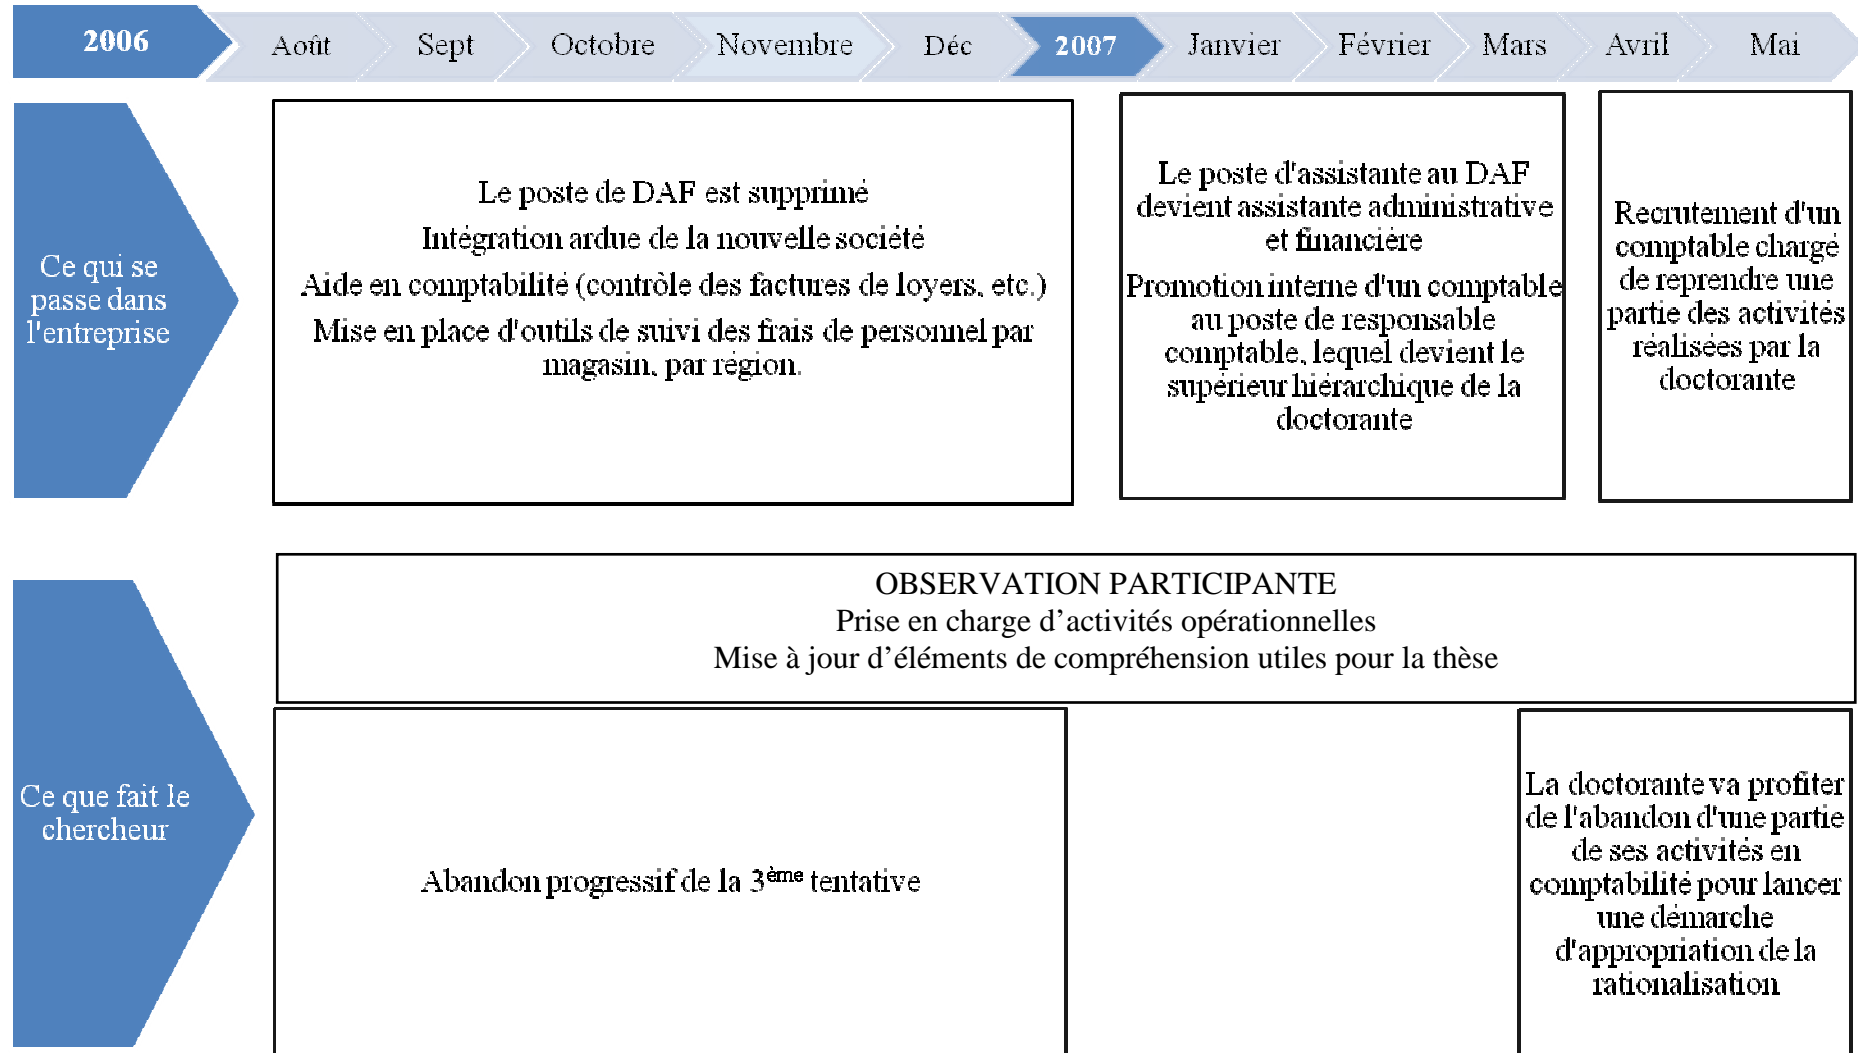 2006
Août
Sept
Octobre
Novembre
Déc
2007
Janvier
Février
Mars
Avril
Mai
Ce qui se
passe dans
l'entreprise
Le poste de DAF est supprimé
Intégration ardue de la nouvelle société
Aide en comptabilité (contrôle des factures de loyers, etc.)
Mise en place d'outils de suivi des frais de personnel par
magasin, par région.
Le poste d'assistante au DAF
devient assistante administrative
et financière
Promotion interne d'un comptable
au poste de responsable
comptable, lequel devient le
supérieur hiérarchique de la
doctorante
Recrutement d'un
comptable chargé
de reprendre une
partie des activités
réalisées par la
doctorante
Ce que fait le
chercheur
OBSERVATION PARTICIPANTE
Prise en charge d’activités opérationnelles
Mise à jour d’éléments de compréhension utiles pour la thèse
Abandon progressif de la 3ème tentative
La doctorante va profiter
de l'abandon d'une partie
de ses activités en
comptabilité pour lancer
une démarche
d'appropriation de la
rationalisation